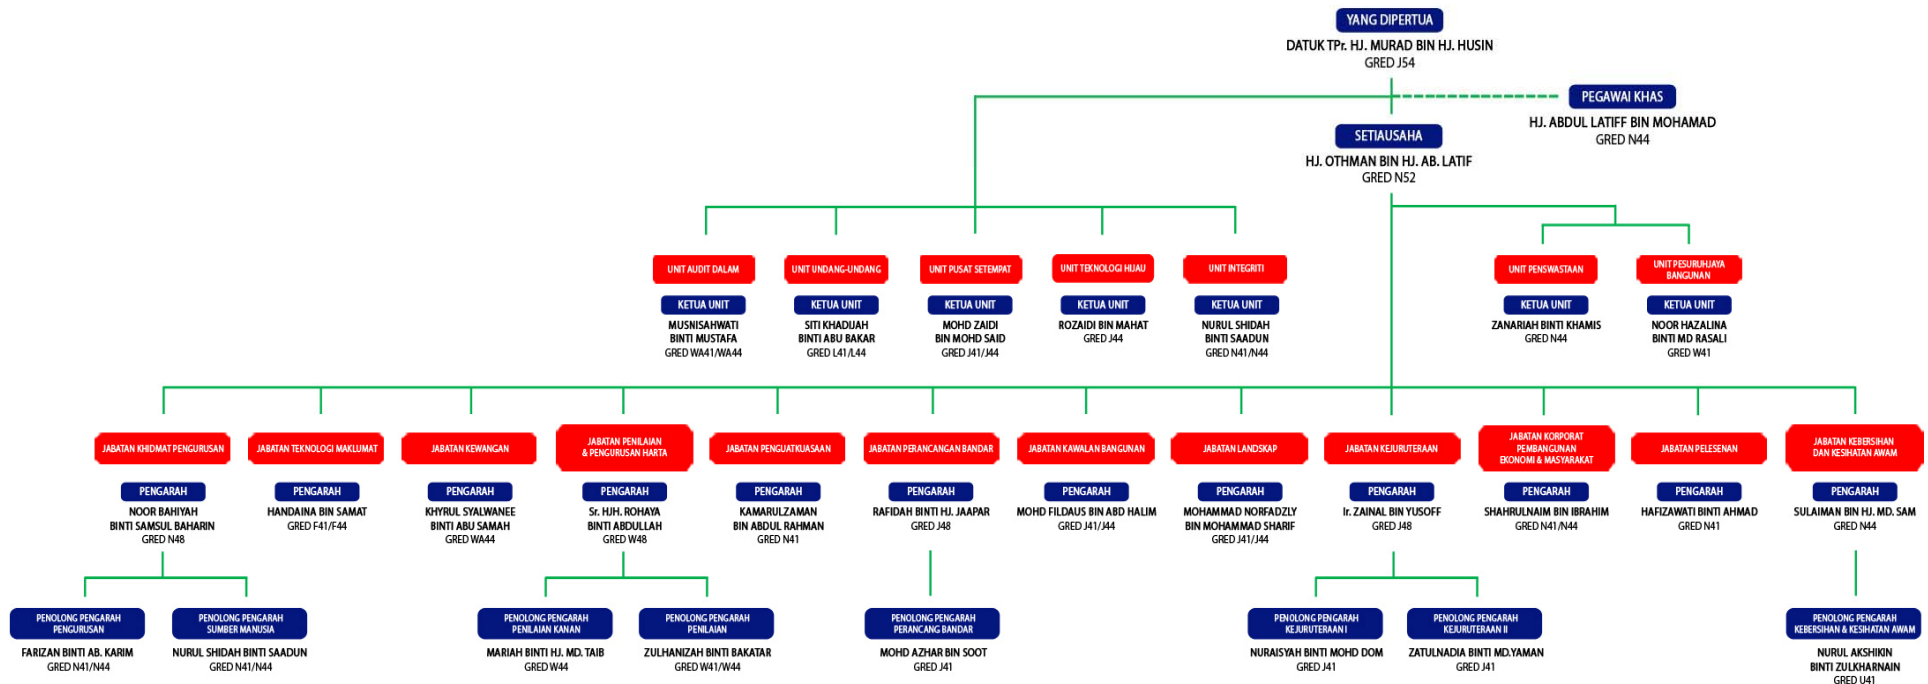 YANG DIPERTUA
DATUK TPr. HJ. MURAD BIN HJ. HUSIN
GRED J54
PEGAWAI KHAS
HJ. ABDUL LATIFF BIN MOHAMAD
GRED N44
SETIAUSAHA
HJ. OTHMAN BIN HJ. AB. LATIF
GRED N52
UNIT AUDIT DALAM
KETUA UNIT
MUSNISAHWATI
BINTI MUSTAFA
GRED WA41/WA44
UNIT UNDANG-UNDANG
KETUA UNIT
SITI KHADIJAH
BINTI ABU BAKAR
GRED L41/L44
UNIT PUSAT SETEMPAT
KETUA UNIT
MOHD ZAIDI
BIN MOHD SAID
GRED J41/J44
UNIT TEKNOLOGI HIJAU
KETUA UNIT
ROZAIDI BIN MAHAT
GRED J44
UNIT INTEGRITI
KETUA UNIT
NURUL SHIDAH
BINTI SAADUN
GRED N41/N44
UNIT PENSWASTAAN
KETUA UNIT
ZANARIAH BINTI KHAMIS
GRED N44
UNIT PESURUHJAYA
BANGUNAN
KETUA UNIT
NOOR HAZALINA
BINTI MD RASALI
GRED W41
JABATAN KHIDMAT PENGURUSAN
PENGARAH
NOOR BAHIYAH
BINTI SAMSUL BAHARIN
GRED N48
JABATAN TEKNOLOGI MAKLUMAT
PENGARAH
HANDAINA BIN SAMAT
GRED F41/F44
JABATAN KEWANGAN
PENGARAH
KHYRUL SYALWANEE
BINTI ABU SAMAH
GRED WA44
JABATAN PENILAIAN
& PENGURUSAN HARTA
PENGARAH
Sr. HJH. ROHAYA
BINTI ABDULLAH
GRED W48
JABATAN PENGUATKUASAAN
PENGARAH
KAMARULZAMAN
BIN ABDUL RAHMAN
GRED N41
JABATAN PERANCANGAN BANDAR
PENGARAH
RAFIDAH BINTI HJ. JAAPAR
GRED J48
JABATAN KAWALAN BANGUNAN
PENGARAH
MOHD FILDAUS BIN ABD HALIM
GRED J41/J44
JABATAN LANDSKAP
PENGARAH
MOHAMMAD NORFADZLY
BIN MOHAMMAD SHARIF
GRED J41/J44
JABATAN KEJURUTERAAN
PENGARAH
Ir. ZAINAL BIN YUSOFF
GRED J48
JABATAN KORPORAT
PEMBANGUNAN
EKONOMI & MASYARAKAT
PENGARAH
SHAHRULNAIM BIN IBRAHIM
GRED N41/N44
JABATAN PELESENAN
PENGARAH
HAFIZAWATI BINTI AHMAD
GRED N41
JABATAN KEBERSIHAN
DAN KESIHATAN AWAM
PENGARAH
SULAIMAN BIN HJ. MD. SAM
GRED N44
PENOLONG PENGARAH
PENGURUSAN
FARIZAN BINTI AB. KARIM
GRED N41/N44
PENOLONG PENGARAH
SUMBER MANUSIA
NURUL SHIDAH BINTI SAADUN
GRED N41/N44
PENOLONG PENGARAH
PENILAIAN KANAN
MARIAH BINTI HJ. MD. TAIB
GRED W44
PENOLONG PENGARAH
PENILAIAN
ZULHANIZAH BINTI BAKATAR
GRED W41/W44
PENOLONG PENGARAH
PERANCANG BANDAR
MOHD AZHAR BIN SOOT
GRED J41
PENOLONG PENGARAH
KEJURUTERAAN I
NURAISYAH BINTI MOHD DOM
GRED J41
PENOLONG PENGARAH
KEJURUTERAAN II
ZATULNADIA BINTI MD.YAMAN
GRED J41
PENOLONG PENGARAH
KEBERSIHAN & KESIHATAN AWAM
NURUL AKSHIKIN
BINTI ZULKHARNAIN
GRED U41